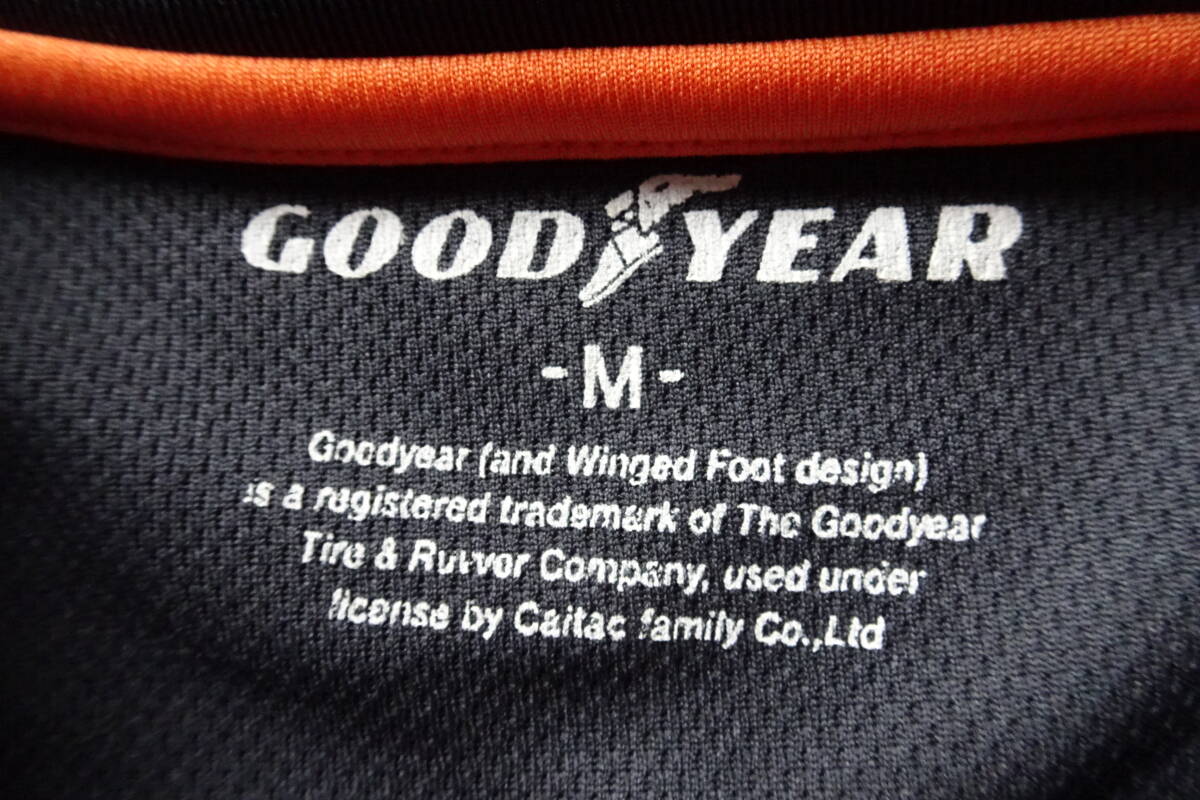 GOODYEAR
-M-
Goodyear (and Winged Foot design)
is a registered trademark of The Goodyear
Tire & Rubber Company, used under
license by Caitac family Co.,Ltd